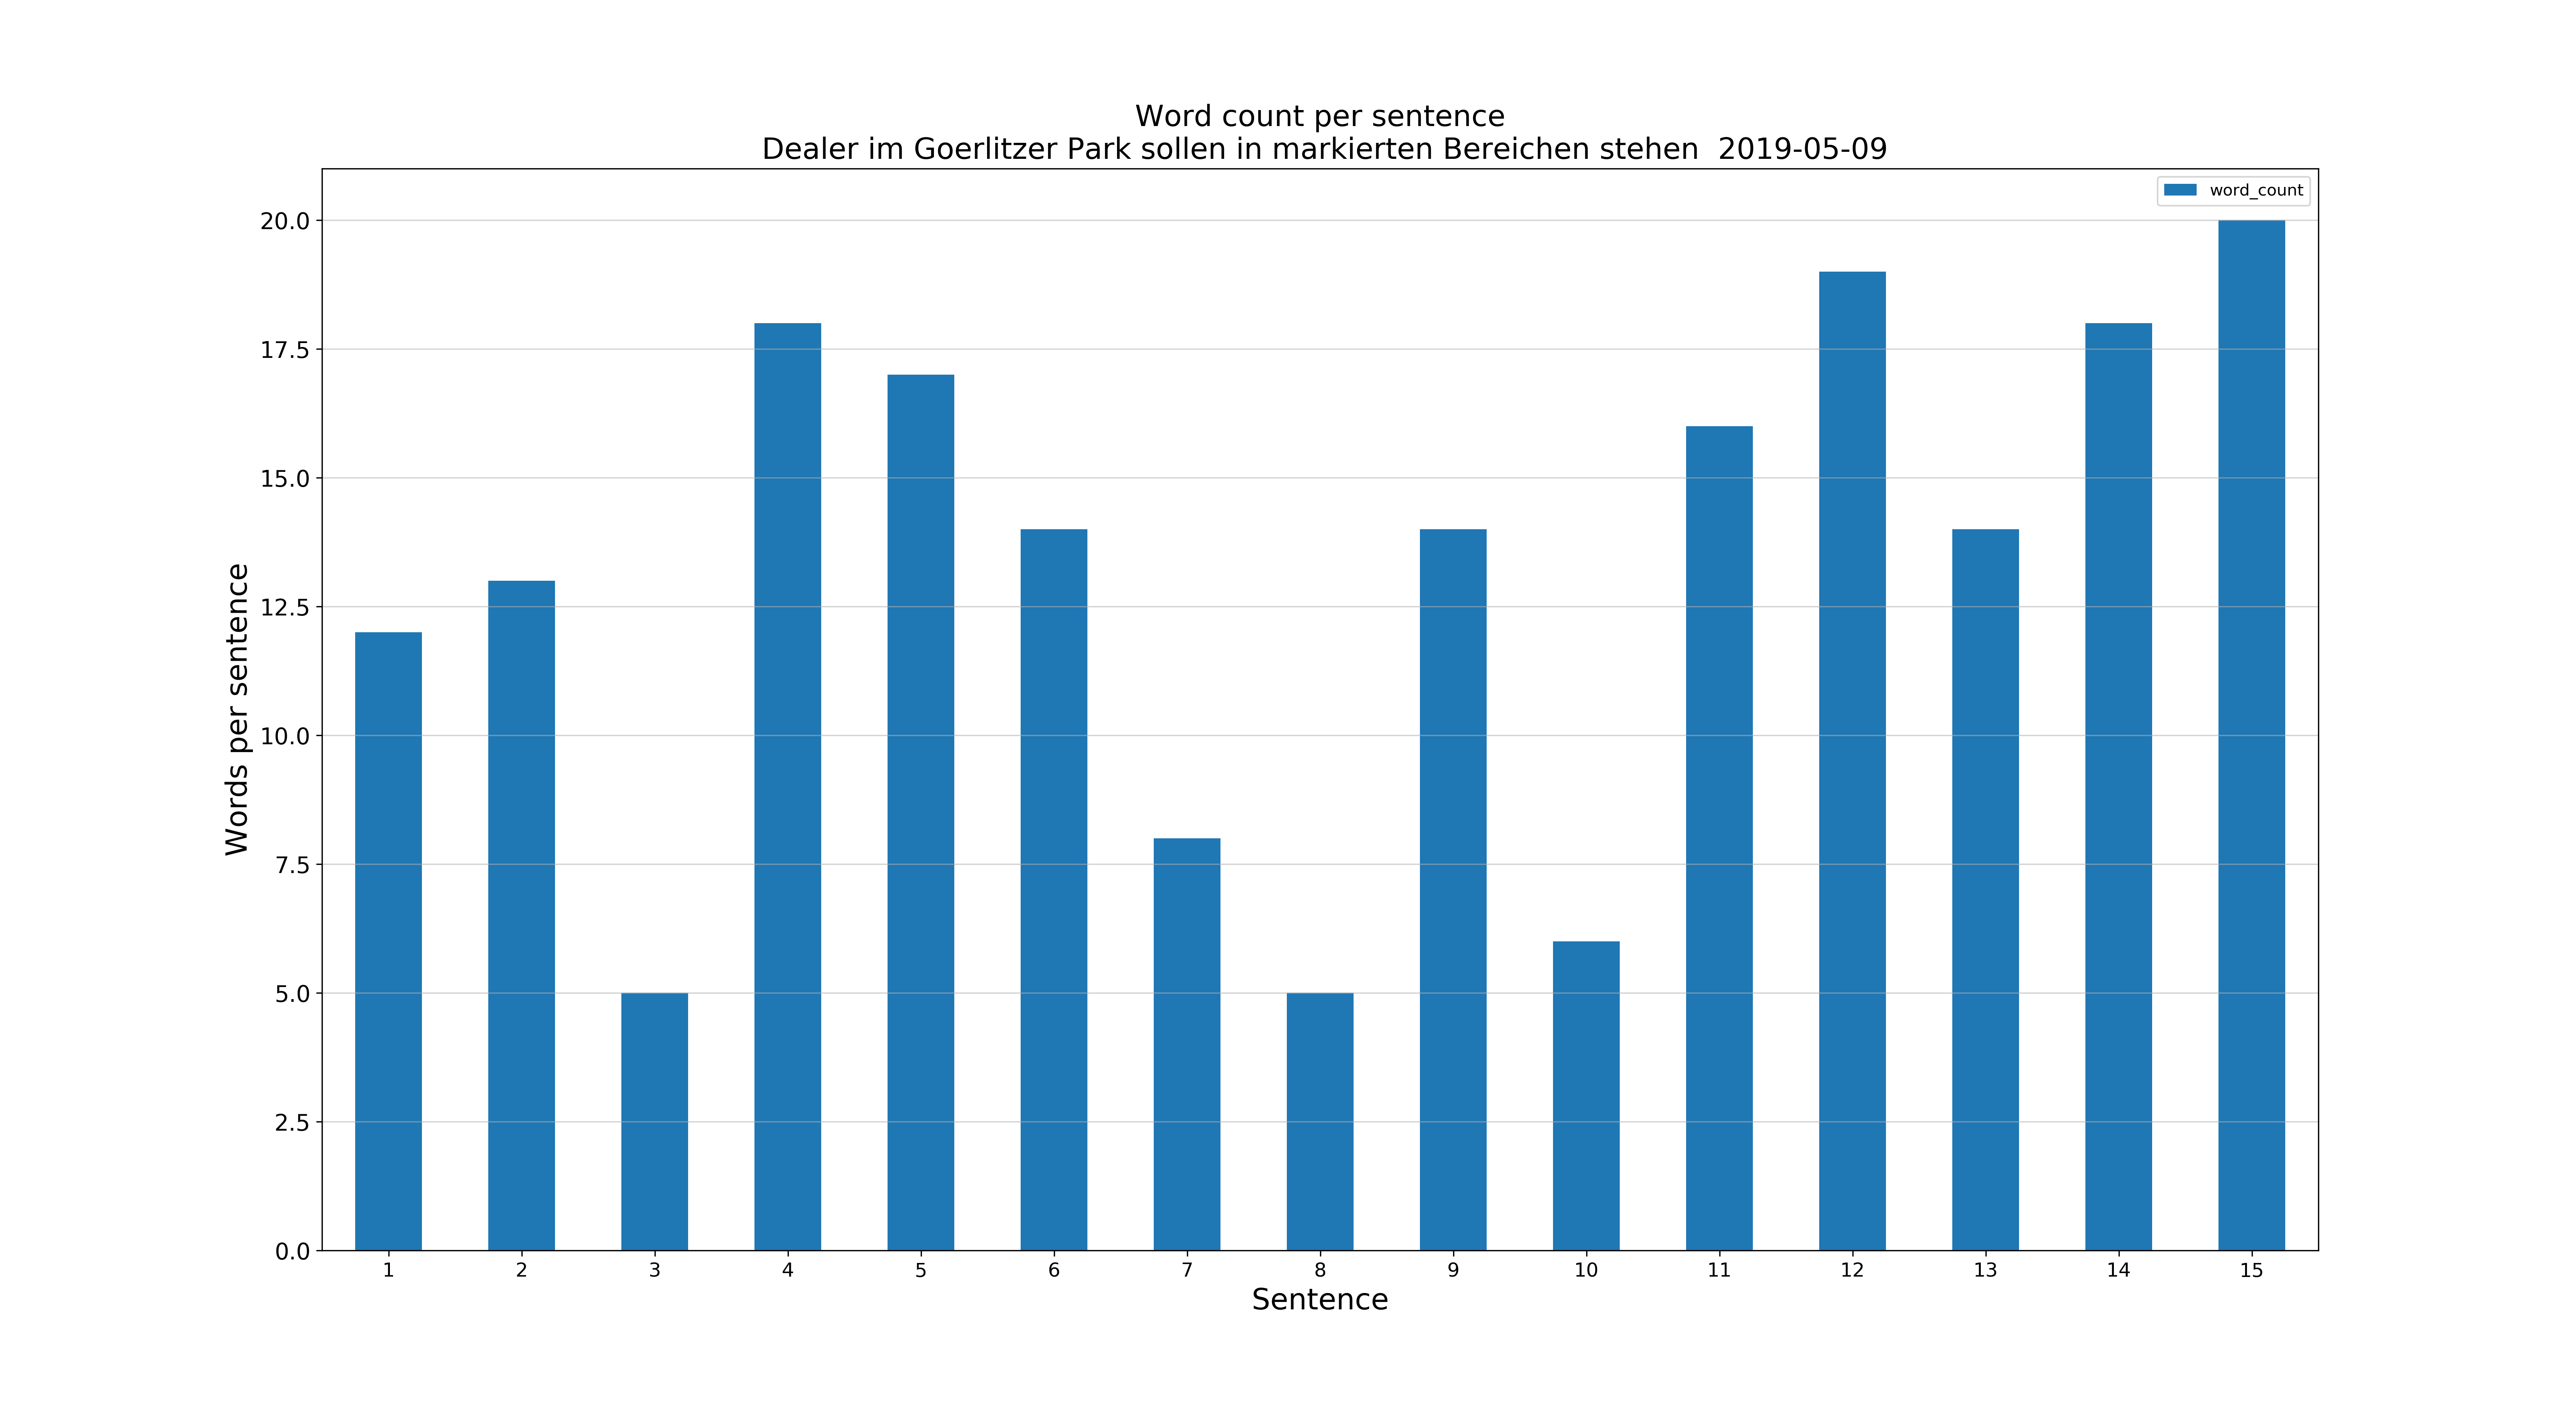 Word count per sentence
Dealer im Goerlitzer Park sollen in markierten Bereichen stehen  2019-05-09
word_count
20.0
17.5
15.0
12.5
10.0
7.5
5.0
2.5
0.0
Words per sentence
1 2 3 4 5 6 7 8 9 10 11 12 13 14 15
Sentence